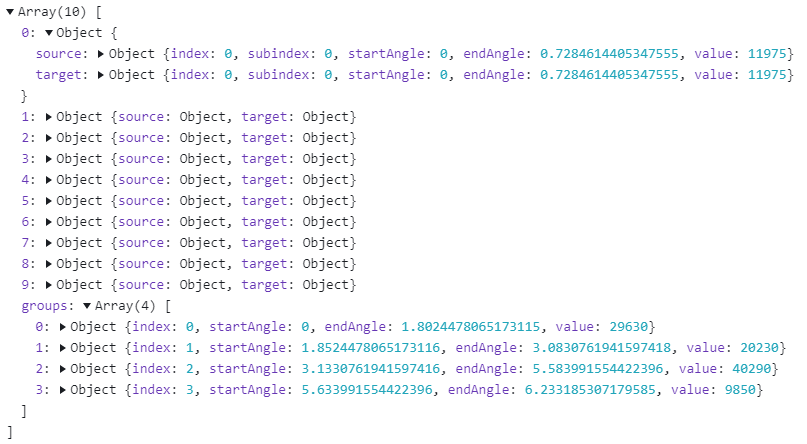 ▼Array(10) [
0: ▼Object {
source: ▶Object {index: 0, subindex: 0, startAngle: 0, endAngle: 0.7284614405347555, value: 11975}
target: ▶Object {index: 0, subindex: 0, startAngle: 0, endAngle: 0.7284614405347555, value: 11975}
}
1: ▶Object {source: Object, target: Object}
2: ▶Object {source: Object, target: Object}
3: ▶Object {source: Object, target: Object}
4: ▶Object {source: Object, target: Object}
5: ▶Object {source: Object, target: Object}
6: ▶Object {source: Object, target: Object}
7: ▶Object {source: Object, target: Object}
8: ▶Object {source: Object, target: Object}
9: ▶Object {source: Object, target: Object}
groups: ▼Array(4) [
0: ▶Object {index: 0, startAngle: 0, endAngle: 1.8024478065173115, value: 29630}
1: ▶Object {index: 1, startAngle: 1.8524478065173116, endAngle: 3.0830761941597418, value: 20230}
2: ▶Object {index: 2, startAngle: 3.1330761941597416, endAngle: 5.583991554422396, value: 40290}
3: ▶Object {index: 3, startAngle: 5.633991554422396, endAngle: 6.233185307179585, value: 9850}
]
]